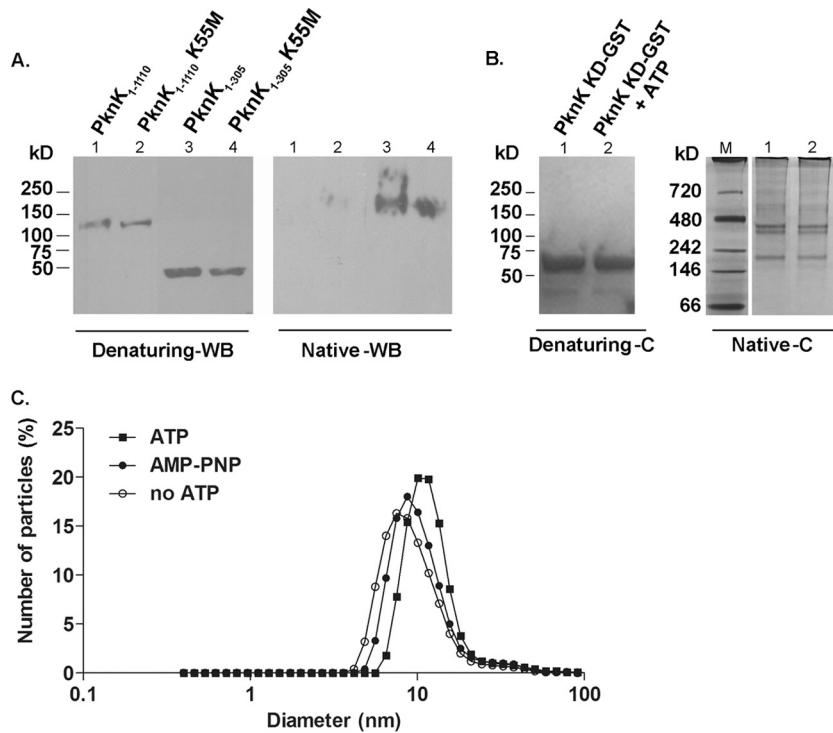 A.
PknK1-1110
PknK1-1110 K55M
PknK1-305
PknK1-305 K55M
kD
1 2 3 4
250
150
100
75
50
Denaturing-WB
1 2 3 4
Native-WB
B.
PknK KD-GST
PknK KD-GST
+ ATP
kD
1 2
250
150
100
75
50
Denaturing-C
kD
M 1 2
720
480
242
146
66
Native-C
C.
Number of particles (%)
25
20
15
10
5
0
ATP
AMP-PNP
no ATP
0.1 1 10 100
Diameter (nm)